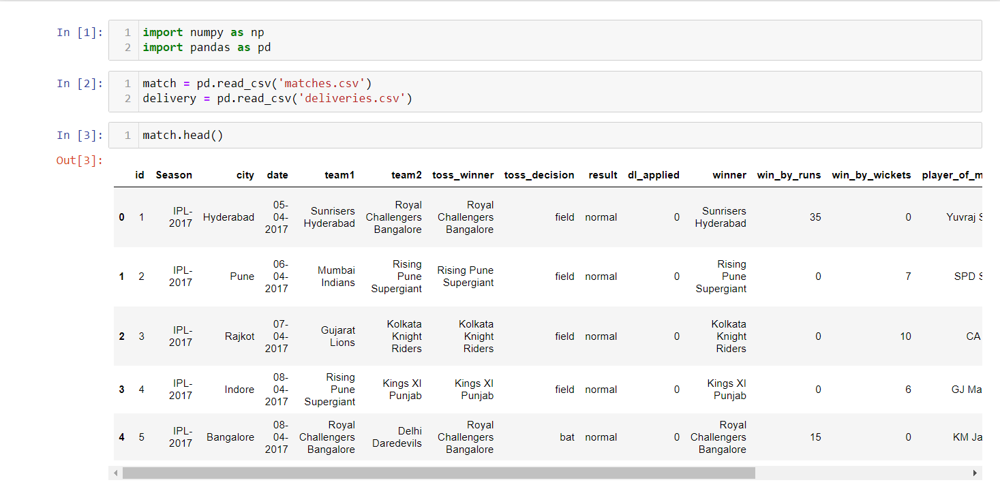 In [1]:
1 import numpy as np
2 import pandas as pd
In [2]:
1 match = pd.read_csv('matches.csv')
2 delivery = pd.read_csv('deliveries.csv')
In [3]:
1 match.head()
Out[3]:
id Season city date team1 team2 toss_winner toss_decision result dl_applied winner win_by_runs win_by_wickets player_of_m
0 1 IPL-2017 Hyderabad 05-04-2017 Sunrisers Hyderabad Royal Challengers Bangalore Royal Challengers Bangalore field normal 0 Sunrisers Hyderabad 35 0 Yuvraj S
1 2 IPL-2017 Pune 06-04-2017 Mumbai Indians Rising Pune Supergiant Rising Pune Supergiant field normal 0 Rising Pune Supergiant 0 7 SPD S
2 3 IPL-2017 Rajkot 07-04-2017 Gujarat Lions Kolkata Knight Riders Kolkata Knight Riders field normal 0 Kolkata Knight Riders 0 10 CA
3 4 IPL-2017 Indore 08-04-2017 Rising Pune Supergiant Kings XI Punjab Kings XI Punjab field normal 0 Kings XI Punjab 0 6 GJ Ma
4 5 IPL-2017 Bangalore 08-04-2017 Royal Challengers Bangalore Delhi Daredevils Royal Challengers Bangalore bat normal 0 Royal Challengers Bangalore 15 0 KM Ja